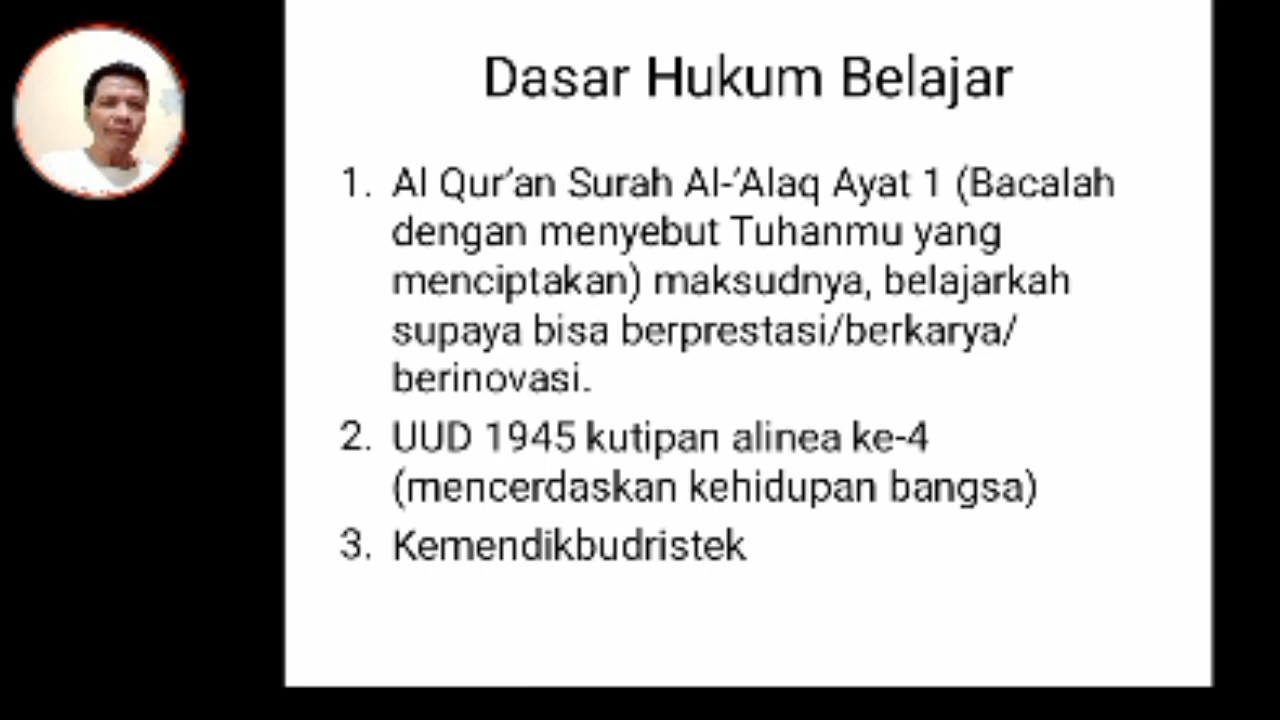 Dasar Hukum Belajar
1. Al Qur’an Surah Al-‘Alaq Ayat 1 (Bacalah
dengan menyebut Tuhanmu yang
menciptakan) maksudnya, belajarkah
supaya bisa berprestasi/berkarya/
berinovasi.
2. UUD 1945 kutipan alinea ke-4
(mencerdaskan kehidupan bangsa)
3. Kemendikbudristek